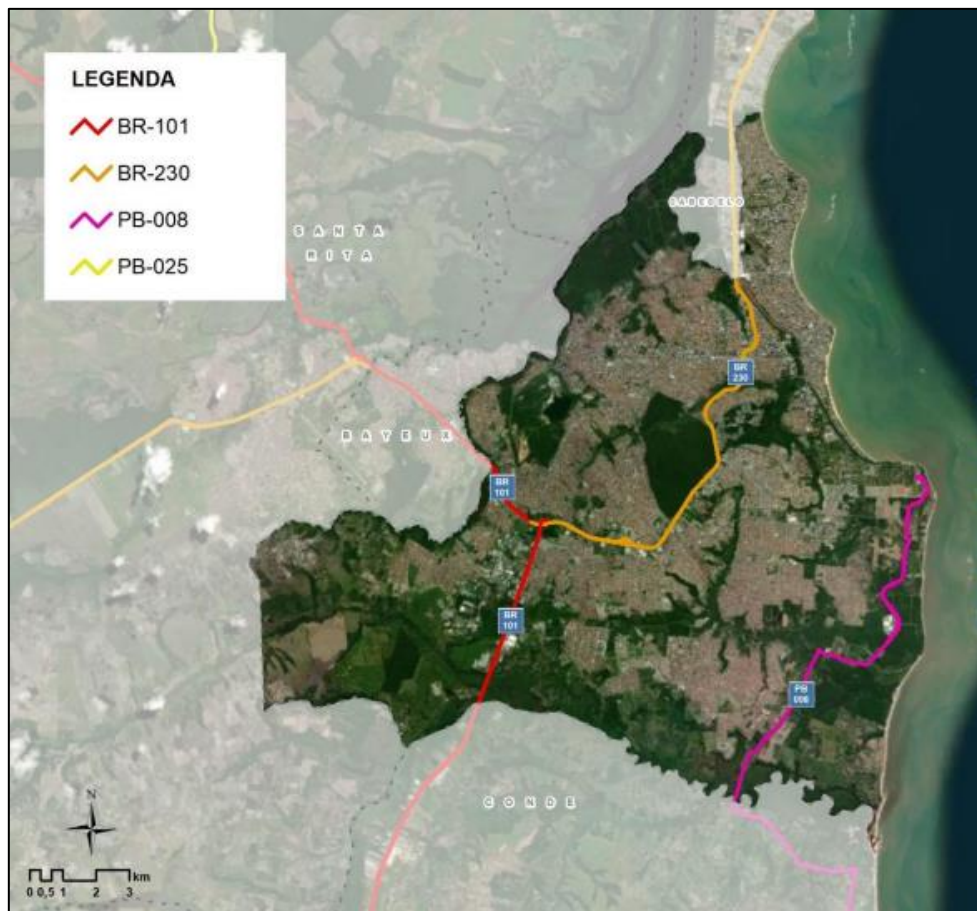 LEGENDA
BR-101
BR-230
PB-008
PB-025
CABEDELO
SANTA
RITA
BR
230
BAYEUX
BR
101
BR
101
PB
008
CONDE
N
0 0,5 1 2 3 km